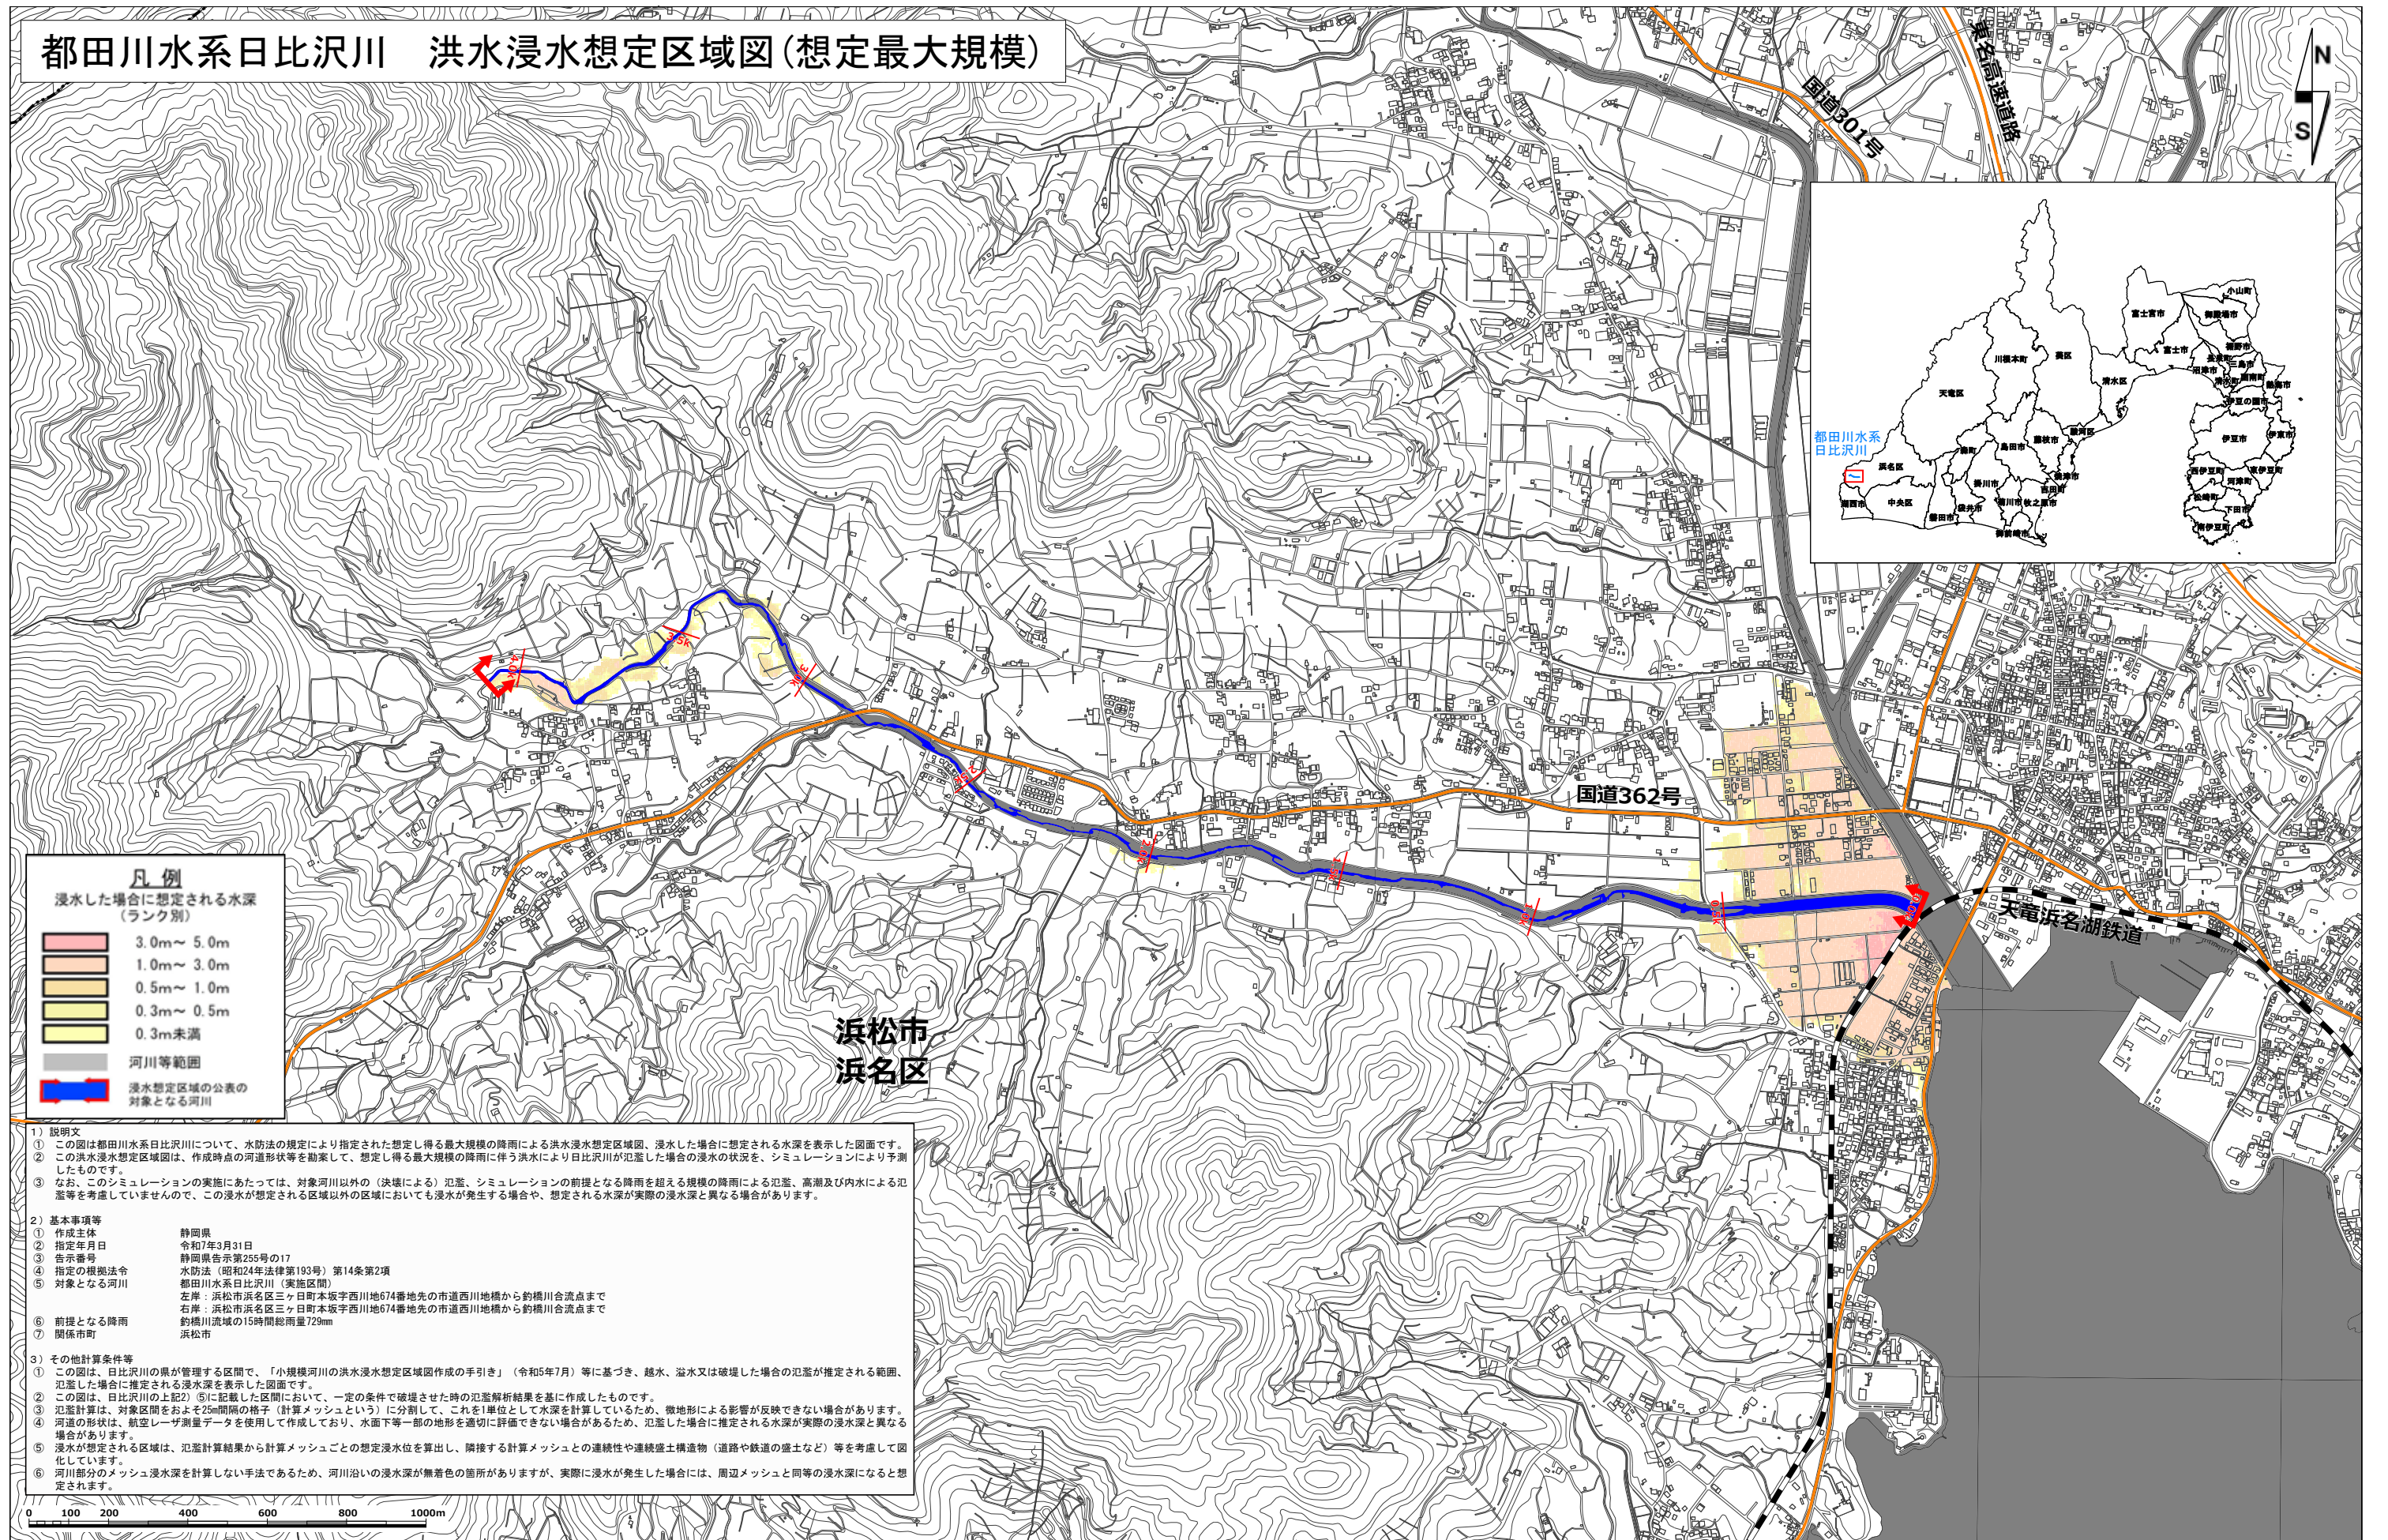 都田川水系日比沢川　洪水浸水想定区域図(想定最大規模)
国道301号
東名高速道路
N
S
小山町
富士宮市
御殿場市
裾野市
富士市
長泉町
三島市
沼津市
清水町
函南町
熱海市
伊豆の国市
川根本町
葵区
清水区
天竜区
伊豆市
伊東市
駿河区
藤枝市
島田市
森町
都田川水系
日比沢川
浜名区
西伊豆町
東伊豆町
河津町
焼津市
掛川市
吉田町
松崎町
湖西市
中央区
菊川市
牧之原市
袋井市
下田市
磐田市
南伊豆町
御前崎市
4.0K
3.5K
3.0K
2.5K
2.0K
1.5K
1.0K
0.5K
0.0K
国道362号
天竜浜名湖鉄道
浜松市
浜名区
凡 例
浸水した場合に想定される水深
(ランク別)
3.0m～ 5.0m
1.0m～ 3.0m
0.5m～ 1.0m
0.3m～ 0.5m
0.3m未満
河川等範囲
浸水想定区域の公表の
対象となる河川
1）説明文
①　この図は都田川水系日比沢川について、水防法の規定により指定された想定し得る最大規模の降雨による洪水浸水想定区域図、浸水した場合に想定される水深を表示した図面です。
②　この洪水浸水想定区域図は、作成時点の河道形状等を勘案して、想定し得る最大規模の降雨に伴う洪水により日比沢川が氾濫した場合の浸水の状況を、シミュレーションにより予測
したものです。
③　なお、このシミュレーションの実施にあたっては、対象河川以外の（決壊による）氾濫、シミュレーションの前提となる降雨を超える規模の降雨による氾濫、高潮及び内水による氾
濫等を考慮していませんので、この浸水が想定される区域以外の区域においても浸水が発生する場合や、想定される水深が実際の浸水深と異なる場合があります。
2）基本事項等
①　作成主体　静岡県
②　指定年月日　令和7年3月31日
③　告示番号　静岡県告示第255号の17
④　指定の根拠法令　水防法（昭和24年法律第193号）第14条第2項
⑤　対象となる河川　都田川水系日比沢川（実施区間）
左岸：浜松市浜名区三ヶ日町本坂字西川地674番地先の市道西川地橋から釣橋川合流点まで
右岸：浜松市浜名区三ヶ日町本坂字西川地674番地先の市道西川地橋から釣橋川合流点まで
⑥　前提となる降雨　釣橋川流域の15時間総雨量729mm
⑦　関係市町　浜松市
3）その他計算条件等
①　この図は、日比沢川の県が管理する区間で、「小規模河川の洪水浸水想定区域図作成の手引き」（令和5年7月）等に基づき、越水、溢水又は破堤した場合の氾濫が推定される範囲、
氾濫した場合に推定される浸水深を表示した図面です。
②　この図は、日比沢川の上記2）⑤に記載した区間において、一定の条件で破堤させた時の氾濫解析結果を基に作成したものです。
③　氾濫計算は、対象区間をおよそ25m間隔の格子（計算メッシュという）に分割して、これを1単位として水深を計算しているため、微地形による影響が反映できない場合があります。
④　河道の形状は、航空レーザ測量データを使用して作成しており、水面下等一部の地形を適切に評価できない場合があるため、氾濫した場合に推定される水深が実際の浸水深と異なる
場合があります。
⑤　浸水が想定される区域は、氾濫計算結果から計算メッシュごとの想定浸水位を算出し、隣接する計算メッシュとの連続性や連続盛土構造物（道路や鉄道の盛土など）等を考慮して図
化しています。
⑥　河川部分のメッシュ浸水深を計算しない手法であるため、河川沿いの浸水深が無着色の箇所がありますが、実際に浸水が発生した場合には、周辺メッシュと同等の浸水深になると想
定されます。
0　100　200　400　600　800　1000m